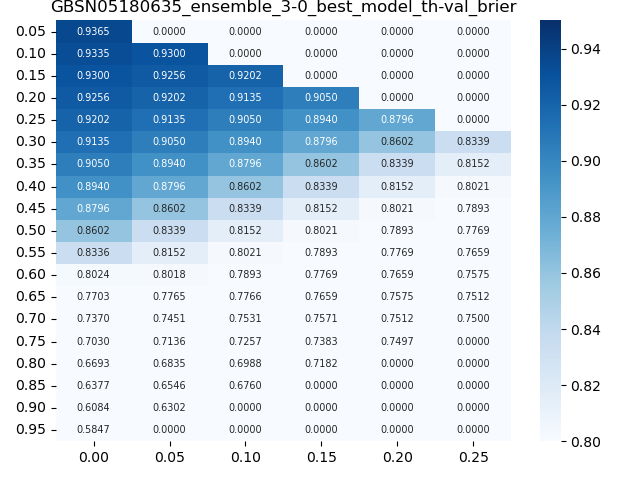 GBSN05180635_ensemble_3-0_best_model_th-val_brier
0.05 0.9365 0.0000 0.0000 0.0000 0.0000 0.0000
0.10 0.9335 0.9300 0.0000 0.0000 0.0000 0.0000
0.15 0.9300 0.9256 0.9202 0.0000 0.0000 0.0000
0.20 0.9256 0.9202 0.9135 0.9050 0.0000 0.0000
0.25 0.9202 0.9135 0.9050 0.8940 0.8796 0.0000
0.30 0.9135 0.9050 0.8940 0.8796 0.8602 0.8339
0.35 0.9050 0.8940 0.8796 0.8602 0.8339 0.8152
0.40 0.8940 0.8796 0.8602 0.8339 0.8152 0.8021
0.45 0.8796 0.8602 0.8339 0.8152 0.8021 0.7893
0.50 0.8602 0.8339 0.8152 0.8021 0.7893 0.7769
0.55 0.8336 0.8152 0.8021 0.7893 0.7769 0.7659
0.60 0.8024 0.8018 0.7893 0.7769 0.7659 0.7575
0.65 0.7703 0.7765 0.7766 0.7659 0.7575 0.7512
0.70 0.7370 0.7451 0.7531 0.7571 0.7512 0.7500
0.75 0.7030 0.7136 0.7257 0.7383 0.7497 0.0000
0.80 0.6693 0.6835 0.6988 0.7182 0.0000 0.0000
0.85 0.6377 0.6546 0.6760 0.0000 0.0000 0.0000
0.90 0.6084 0.6302 0.0000 0.0000 0.0000 0.0000
0.95 0.5847 0.0000 0.0000 0.0000 0.0000 0.0000
0.00 0.05 0.10 0.15 0.20 0.25
0.94
0.92
0.90
0.88
0.86
0.84
0.82
0.80